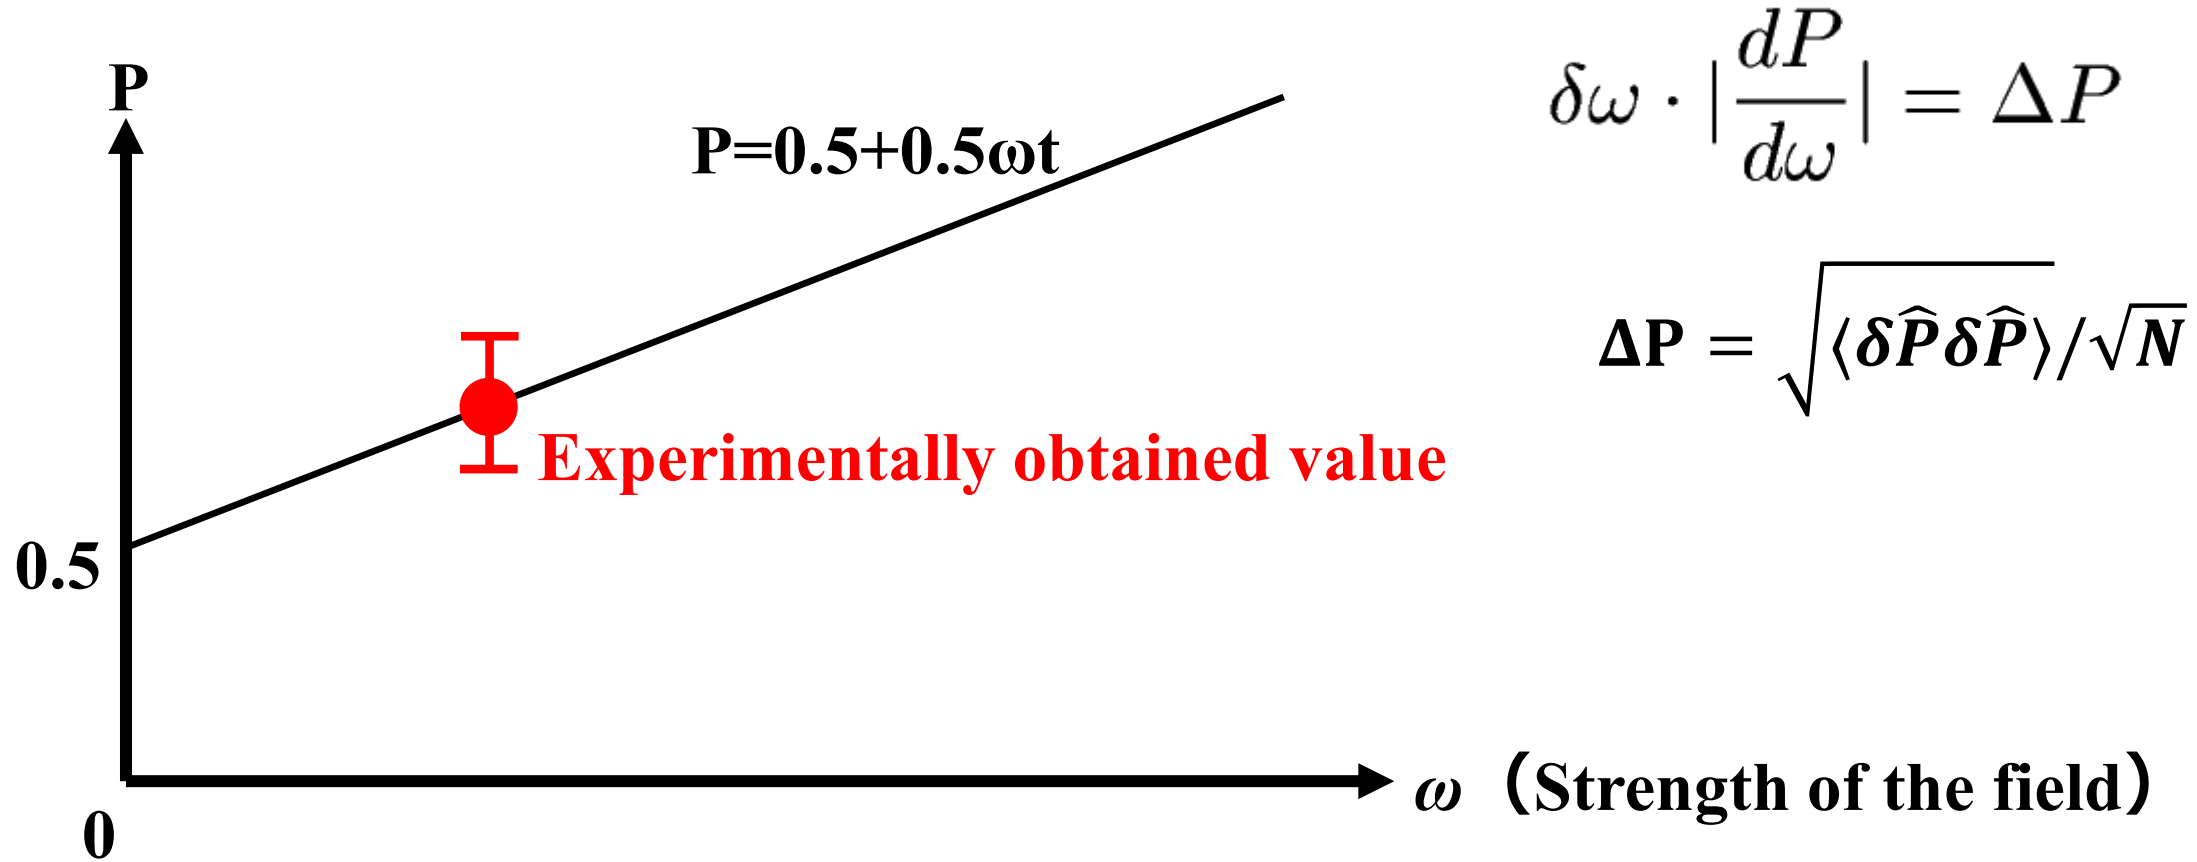 P
P=0.5+0.5ωt
δω · |dP/dω| = ΔP
ΔP = √⟨δP̂δP̂⟩/√N
Experimentally obtained value
0.5
0
ω（Strength of the field）